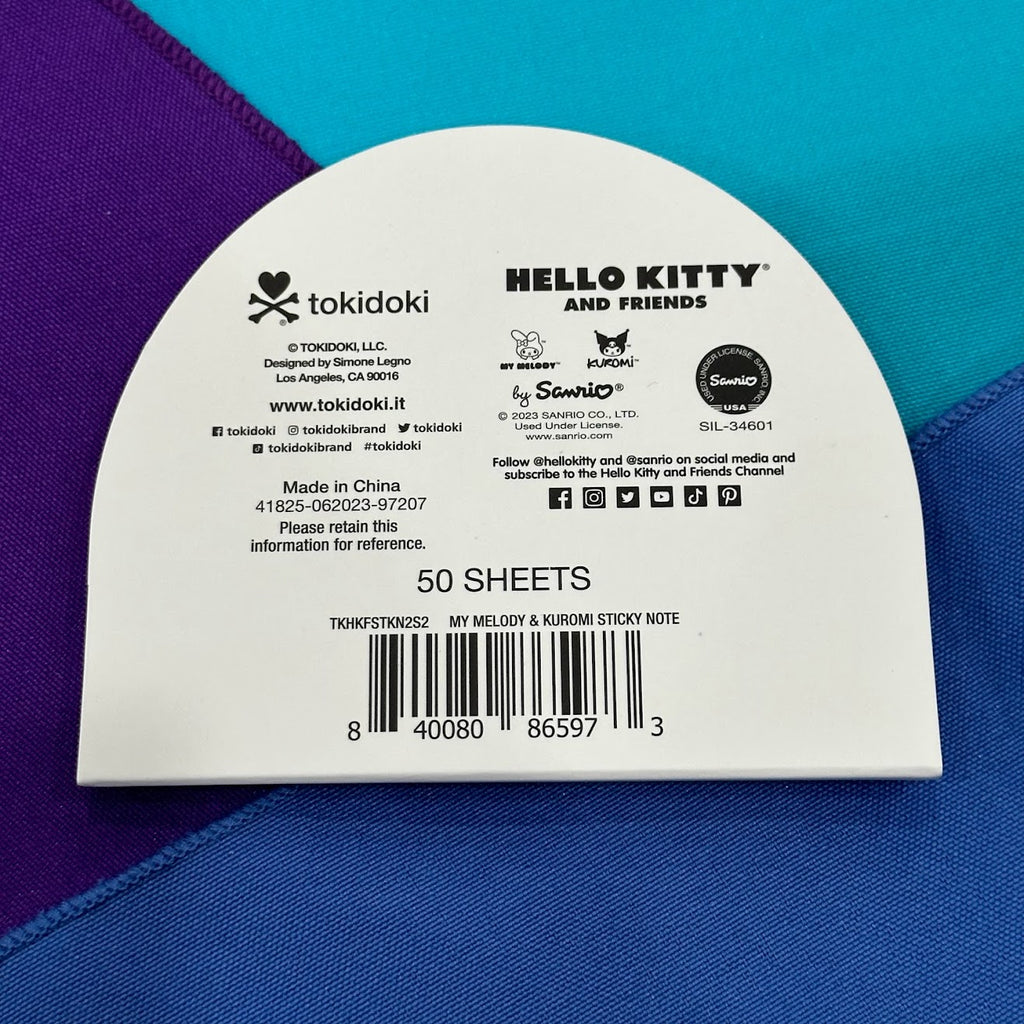 tokidoki
®
© TOKIDOKI, LLC.
Designed by Simone Legno
Los Angeles, CA 90016
www.tokidoki.it
tokidoki tokidokibrand tokidoki
tokidokibrand #tokidoki
Made in China
41825-062023-97207
Please retain this
information for reference.
HELLO KITTY®
AND FRIENDS
MY MELODY™ KUROMI™
by Sanrio®
© 2023 SANRIO CO., LTD.
Used Under License.
www.sanrio.com
USED UNDER LICENSE SANRIO, INC.
Sanrio
USA
SIL-34601
Follow @hellokitty and @sanrio on social media and
subscribe to the Hello Kitty and Friends Channel
50 SHEETS
TKHKFSTKN2S2 MY MELODY & KUROMI STICKY NOTE
8 40080 86597 3